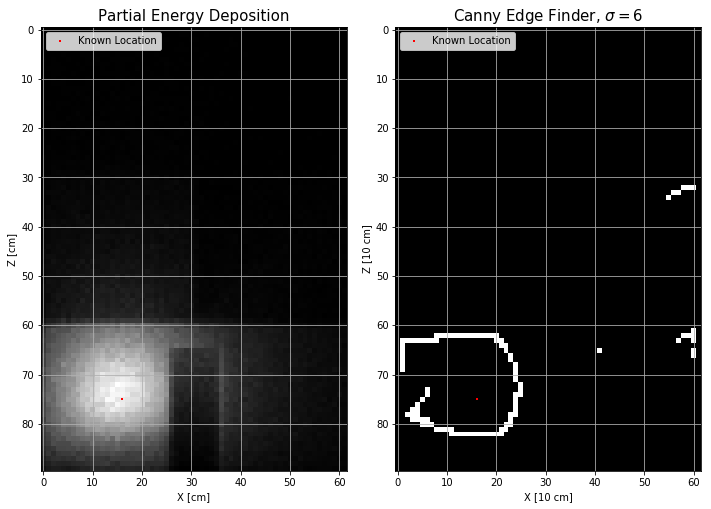 Partial Energy Deposition
Known Location
0
10
20
30
40
50
60
70
80
Z [cm]
0 10 20 30 40 50 60
X [cm]
Canny Edge Finder, σ = 6
Known Location
0
10
20
30
40
50
60
70
80
Z [10 cm]
0 10 20 30 40 50 60
X [10 cm]